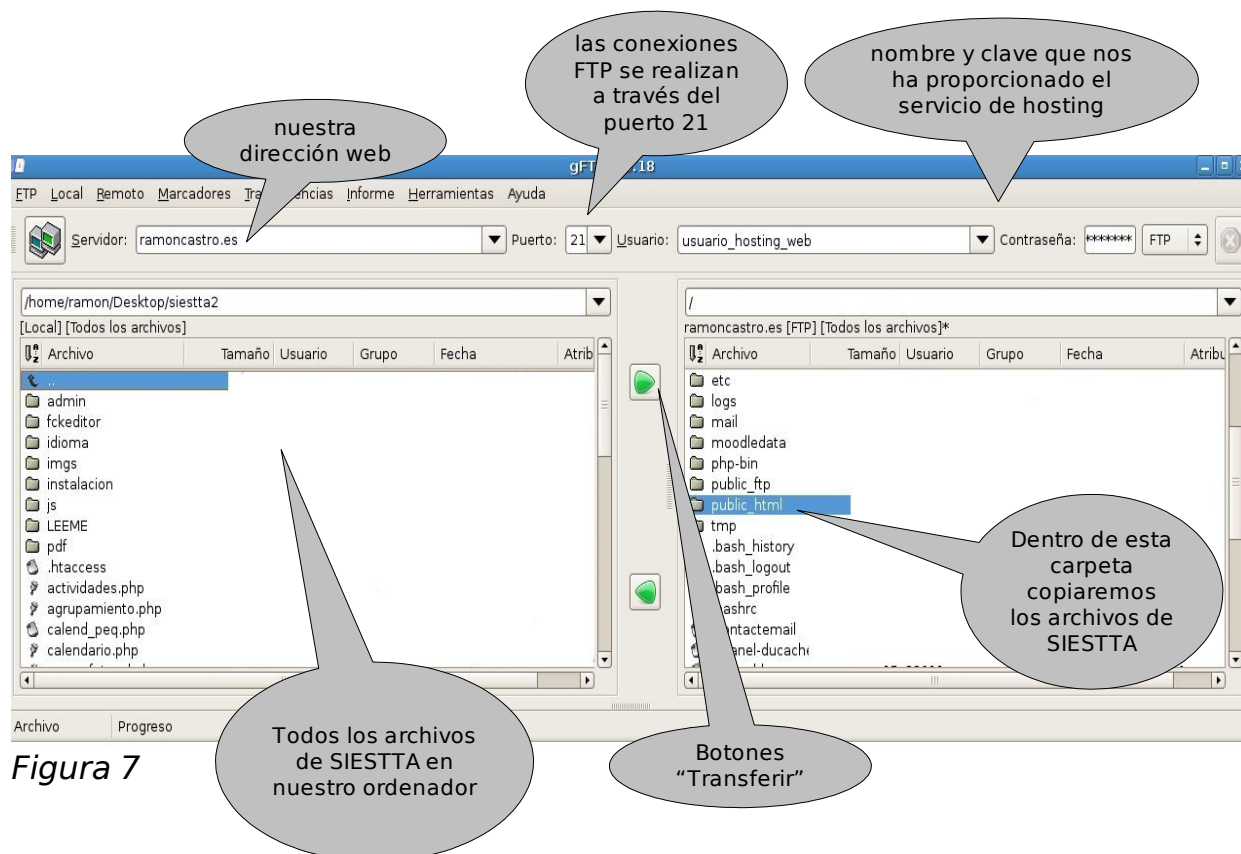 las conexiones
FTP se realizan
a través del
puerto 21
nombre y clave que nos
ha proporcionado el
servicio de hosting
nuestra
dirección web
.18
FTP Local Remoto Marcadores Informe Herramientas Ayuda
Servidor: ramoncastro.es Puerto: 21 Usuario: usuario_hosting_web Contraseña: ******* FTP
/home/ramon/Desktop/siestta2
[Local] [Todos los archivos]
Archivo Tamaño Usuario Grupo Fecha Atrib
..
admin
fckeditor
idioma
imgs
instalacion
js
LEEME
pdf
.htaccess
actividades.php
agrupamiento.php
calend_peq.php
calendario.php
/
ramoncastro.es [FTP] [Todos los archivos]*
Archivo Tamaño Usuario Grupo Fecha Atribu
etc
logs
mail
moodledata
php-bin
public_ftp
public_html
tmp
.bash_history
.bash_logout
bash_profile
ashrc
ntactemail
anel-ducache
Dentro de esta
carpeta
copiaremos
los archivos de
SIESTTA
Archivo Progreso
Todos los archivos
de SIESTTA en
nuestro ordenador
Botones
“Transferir”
Figura 7